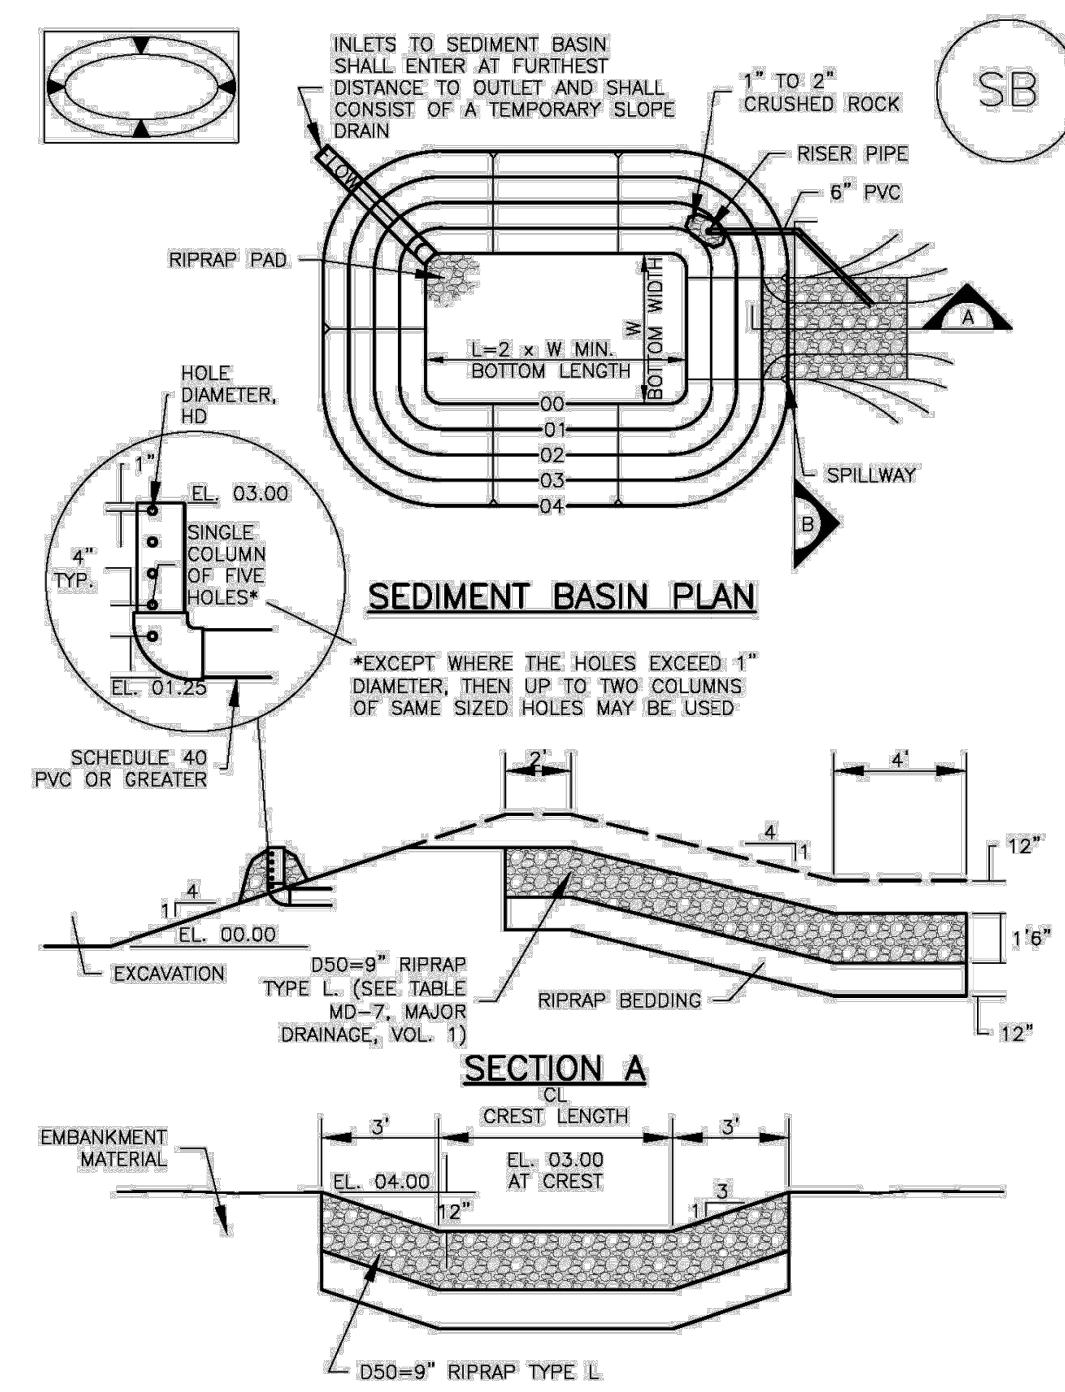 INLETS TO SEDIMENT BASIN
SHALL ENTER AT FURTHEST
DISTANCE TO OUTLET AND SHALL
CONSIST OF A TEMPORARY SLOPE
DRAIN
1" TO 2"
CRUSHED ROCK
SB
RISER PIPE
6" PVC
FLOW
RIPRAP PAD
W
BOTTOM WIDTH
A
L=2 x W MIN.
BOTTOM LENGTH
HOLE
DIAMETER,
HD
00
01
02
03
04
SPILLWAY
B
1"
EL. 03.00
4"
TYP.
SINGLE
COLUMN
OF FIVE
HOLES*
EL. 01.25
SEDIMENT BASIN PLAN
*EXCEPT WHERE THE HOLES EXCEED 1"
DIAMETER, THEN UP TO TWO COLUMNS
OF SAME SIZED HOLES MAY BE USED
SCHEDULE 40
PVC OR GREATER
2'
4'
4
1
12"
4
1
EL. 00.00
1'6"
EXCAVATION
D50=9" RIPRAP
TYPE L. (SEE TABLE
MD-7, MAJOR
DRAINAGE, VOL. 1)
RIPRAP BEDDING
12"
SECTION A
CL
CREST LENGTH
3'
3'
EMBANKMENT
MATERIAL
EL. 04.00
EL. 03.00
AT CREST
12"
3
1
D50=9" RIPRAP TYPE L